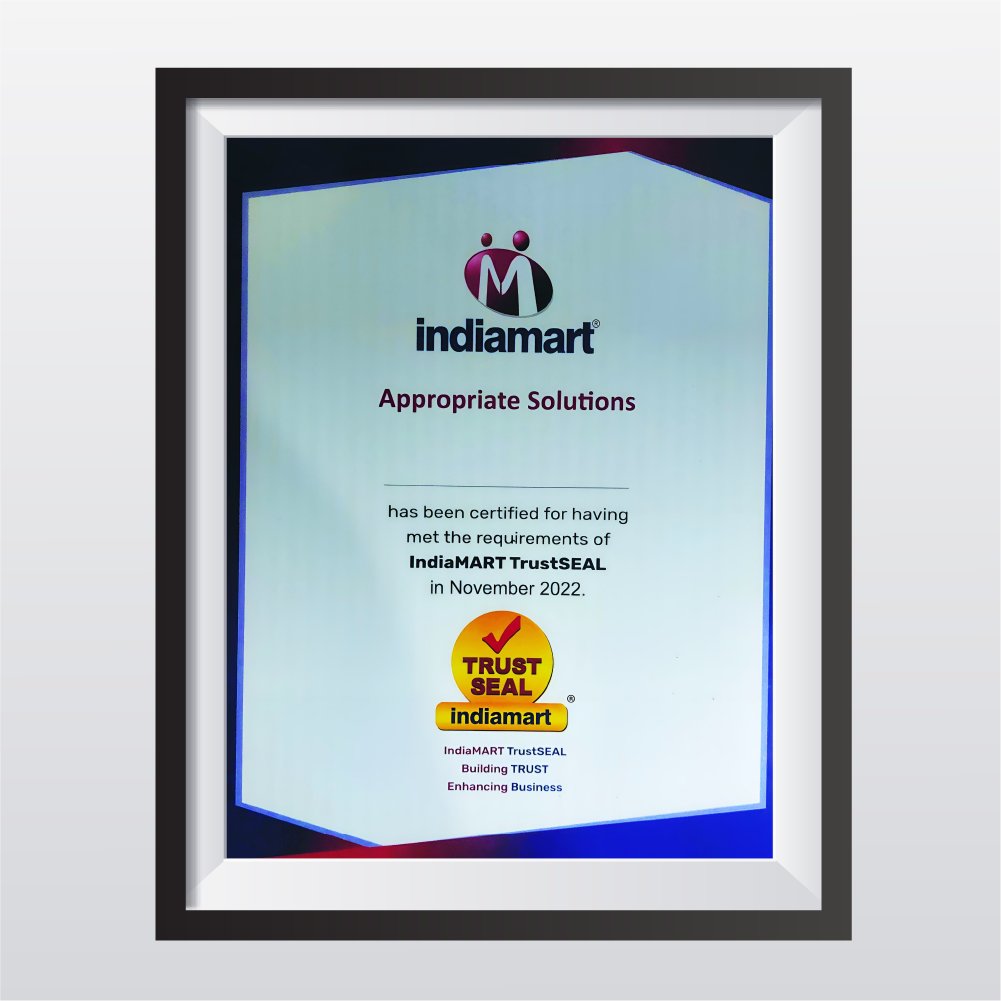 indiamart®
Appropriate Solutions
has been certified for having
met the requirements of
IndiaMART TrustSEAL
in November 2022.
TRUST
SEAL
indiamart ®
IndiaMART TrustSEAL
Building TRUST
Enhancing Business